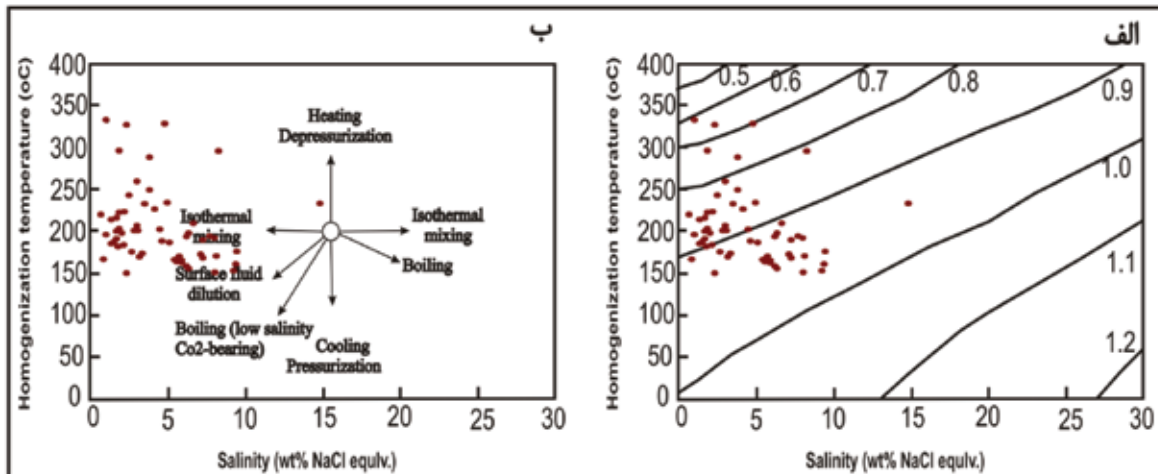 ب
Homogenization temperature (oC)
400
350
300
250
200
150
100
50
0
Heating
Depressurization
Isothermal
mixing
Isothermal
mixing
Boiling
Surface fluid
dilution
Boiling (low salinity
Co2-bearing)
Cooling
Pressurization
0 5 10 15 20 25 30
Salinity (wt% NaCl equlv.)
الف
Homogenization temperature (oC)
400
350
300
250
200
150
100
50
0
0.5 0.6 0.7 0.8 0.9
1.0
1.1
1.2
0 5 10 15 20 25 30
Salinity (wt% NaCl equlv.)